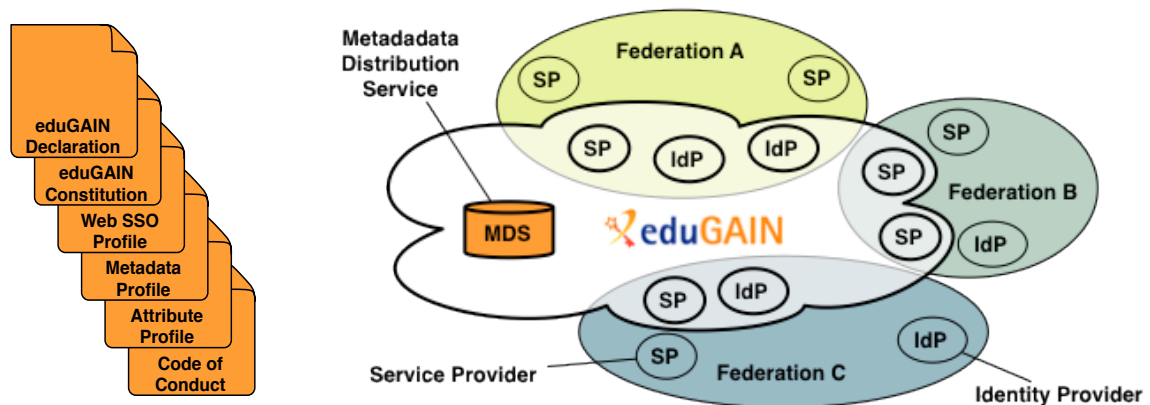 eduGAIN
Declaration
eduGAIN
Constitution
Web SSO
Profile
Metadada
Profile
Attribute
Profile
Code of
Conduct
Metadadata
Distribution
Service
MDS
eduGAIN
Federation A
SP
SP
SP
IdP
IdP
Federation B
SP
SP
SP
IdP
SP
IdP
SP
IdP
Federation C
Service Provider
Identity Provider